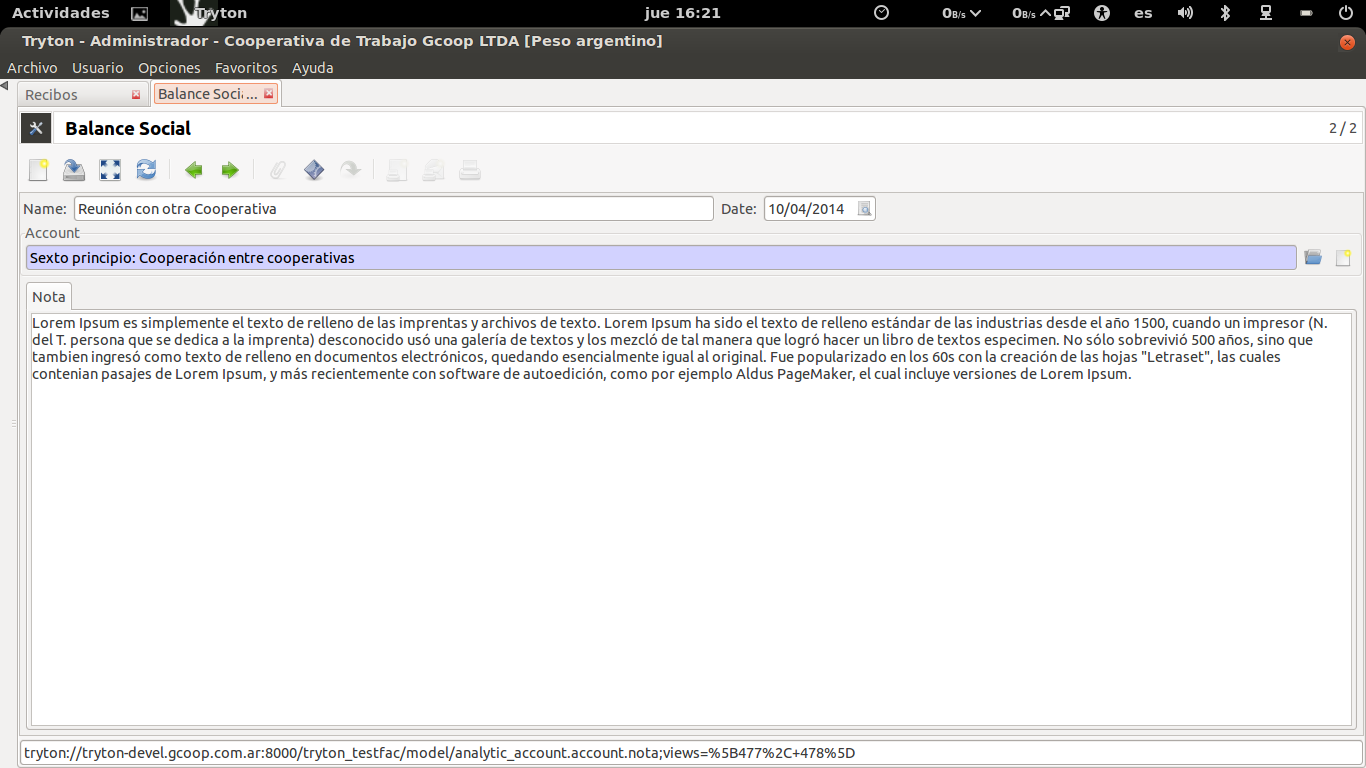 Actividades Tryton jue 16:21 0B/s 0B/s es
Tryton - Administrador - Cooperativa de Trabajo Gcoop LTDA [Peso argentino]
Archivo Usuario Opciones Favoritos Ayuda
Recibos Balance Soci... 
Balance Social 2 / 2
Name: Reunión con otra Cooperativa Date: 10/04/2014
Account
Sexto principio: Cooperación entre cooperativas
Nota
Lorem Ipsum es simplemente el texto de relleno de las imprentas y archivos de texto. Lorem Ipsum ha sido el texto de relleno estándar de las industrias desde el año 1500, cuando un impresor (N.
del T. persona que se dedica a la imprenta) desconocido usó una galería de textos y los mezcló de tal manera que logró hacer un libro de textos especimen. No sólo sobrevivió 500 años, sino que
tambien ingresó como texto de relleno en documentos electrónicos, quedando esencialmente igual al original. Fue popularizado en los 60s con la creación de las hojas "Letraset", las cuales
contenian pasajes de Lorem Ipsum, y más recientemente con software de autoedición, como por ejemplo Aldus PageMaker, el cual incluye versiones de Lorem Ipsum.
tryton://tryton-devel.gcoop.com.ar:8000/tryton_testfac/model/analytic_account.account.nota;views=%5B477%2C+478%5D